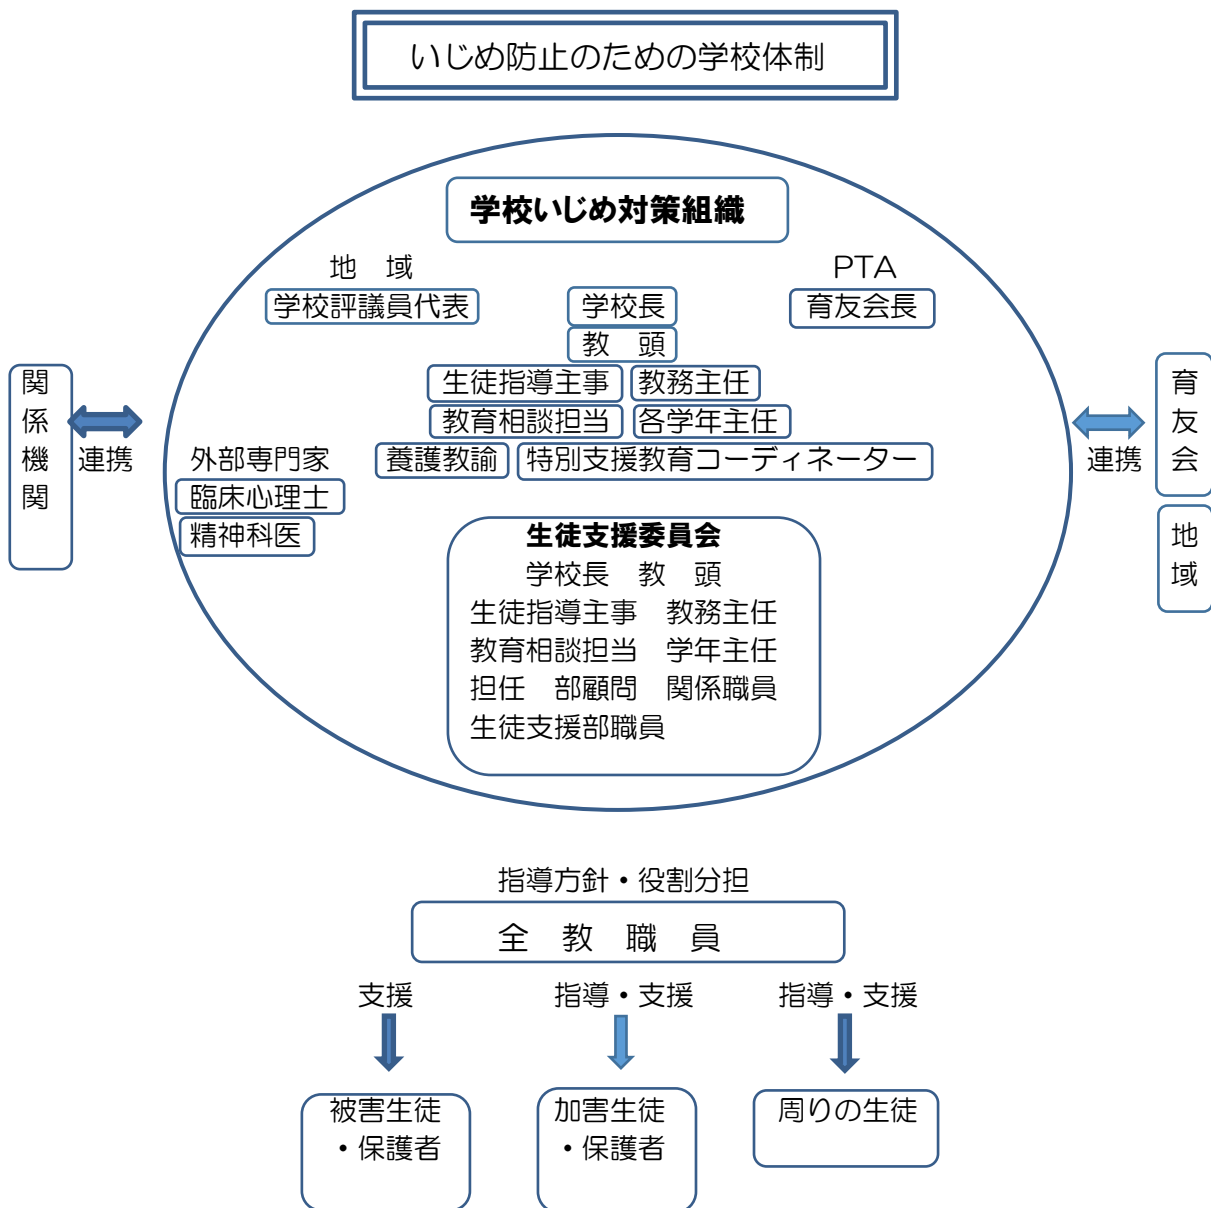 いじめ防止のための学校体制
学校いじめ対策組織
地　域
PTA
学校評議員代表
学校長
育友会長
教　頭
生徒指導主事
教務主任
教育相談担当
各学年主任
養護教諭
特別支援教育コーディネーター
外部専門家
臨床心理士
精神科医
関係機関
連携
連携
育友会
地域
生徒支援委員会
学校長　教　頭
生徒指導主事　教務主任
教育相談担当　学年主任
担任　部顧問　関係職員
生徒支援部職員
指導方針・役割分担
全　教　職　員
支援
指導・支援
指導・支援
被害生徒
・保護者
加害生徒
・保護者
周りの生徒